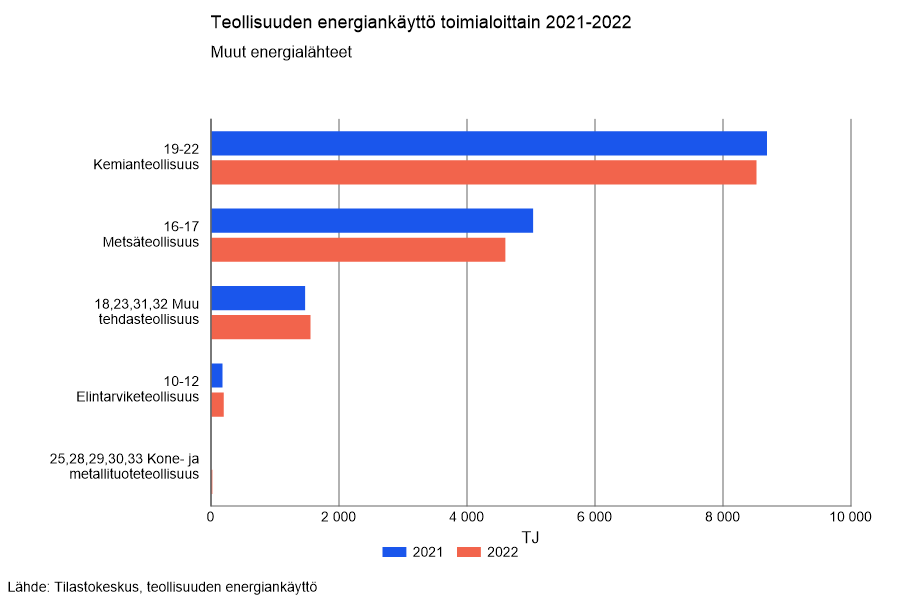 Teollisuuden energiankäyttö toimialoittain 2021-2022
Muut energialähteet
19-22
Kemianteollisuus
16-17
Metsäteollisuus
18,23,31,32 Muu
tehdasteollisuus
10-12
Elintarviketeollisuus
25,28,29,30,33 Kone- ja
metallituoteteollisuus
0 2 000 4 000 6 000 8 000 10 000
TJ
2021 2022
Lähde: Tilastokeskus, teollisuuden energiankäyttö